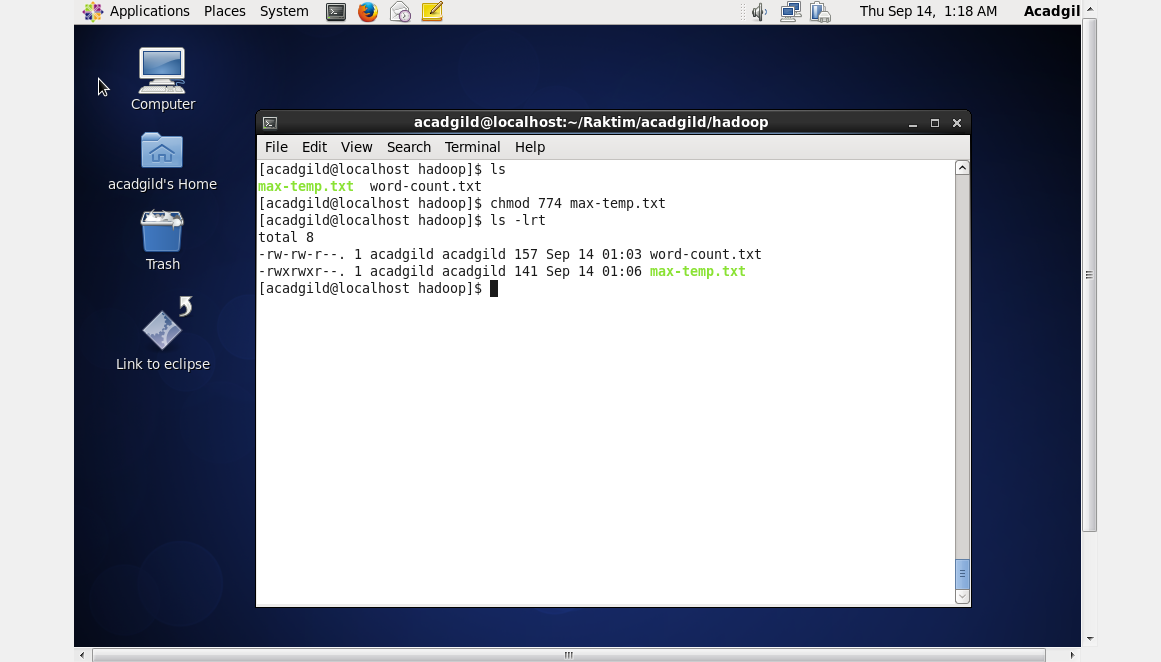 Applications Places System Thu Sep 14, 1:18 AM Acadgil
Computer
acadgild's Home
Trash
Link to eclipse
acadgild@localhost:~/Raktim/acadgild/hadoop
File Edit View Search Terminal Help
[acadgild@localhost hadoop]$ ls
max-temp.txt  word-count.txt
[acadgild@localhost hadoop]$ chmod 774 max-temp.txt
[acadgild@localhost hadoop]$ ls -lrt
total 8
-rw-rw-r--. 1 acadgild acadgild 157 Sep 14 01:03 word-count.txt
-rwxrwxr--. 1 acadgild acadgild 141 Sep 14 01:06 max-temp.txt
[acadgild@localhost hadoop]$